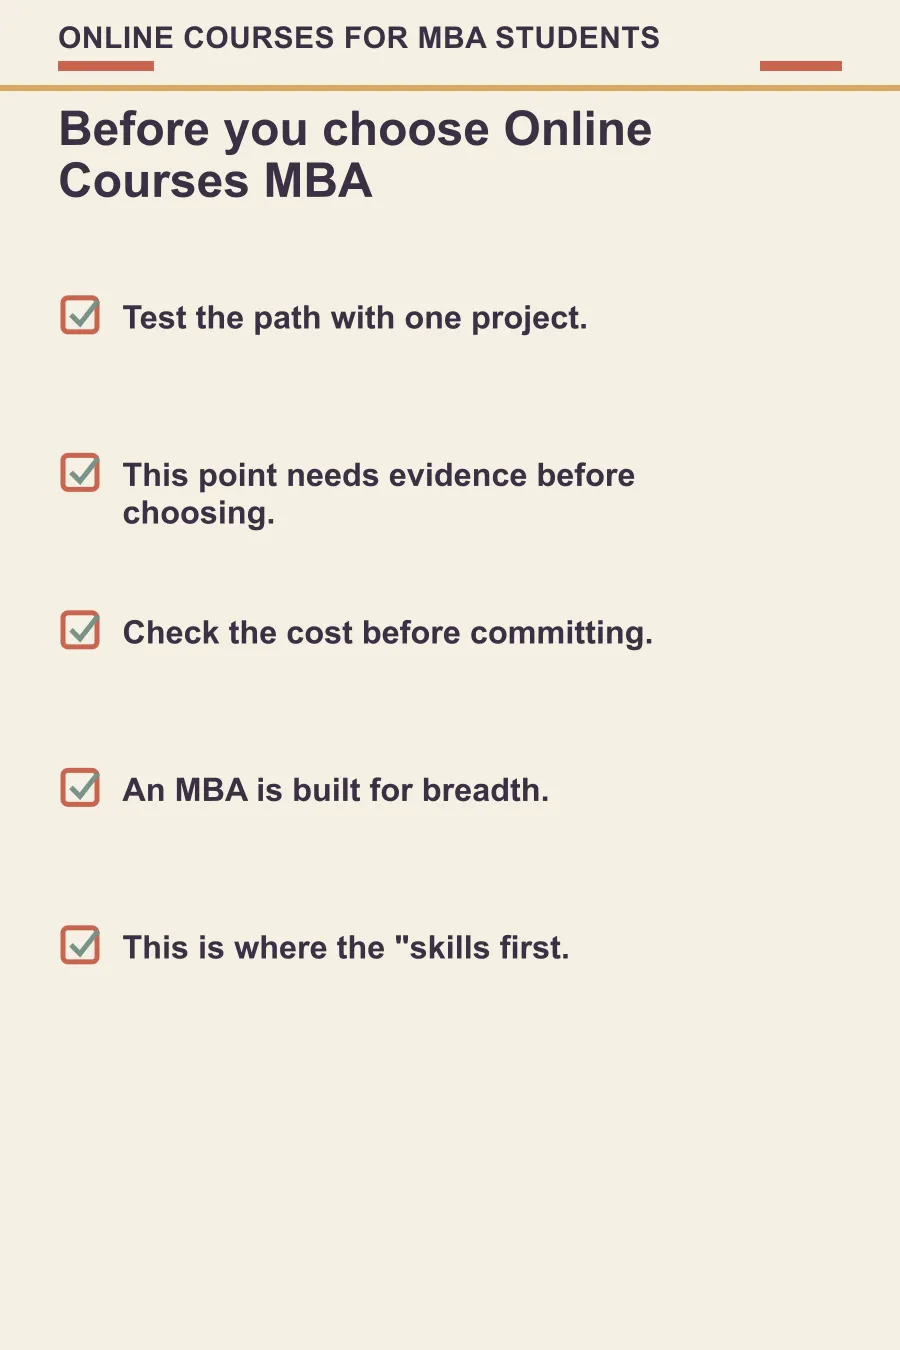 ONLINE COURSES FOR MBA STUDENTS
Before you choose Online
Courses MBA
Test the path with one project.
This point needs evidence before
choosing.
Check the cost before committing.
An MBA is built for breadth.
This is where the "skills first.